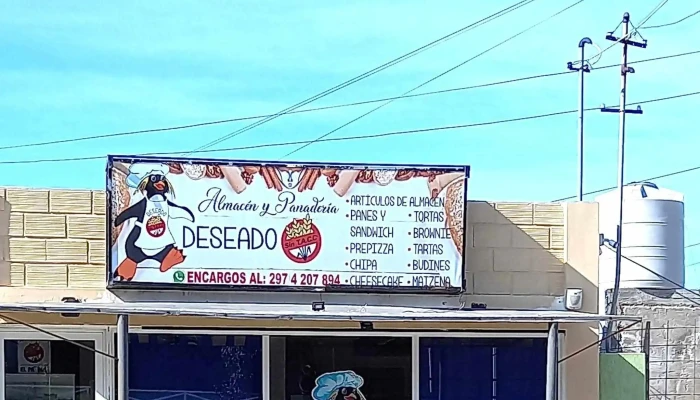 Almacén y Panadería
DESEADO
Sin T.A.C.C.
ENCARGOS AL: 297 4 207 894
•ARTICULOS DE ALMACEN
•PANES Y
SANDWICH
•PREPIZZA
•CHIPA
•CHEESECAKE
•TORTAS
•BROWNIE
•TARTAS
•BUDINES
•MAIZENA